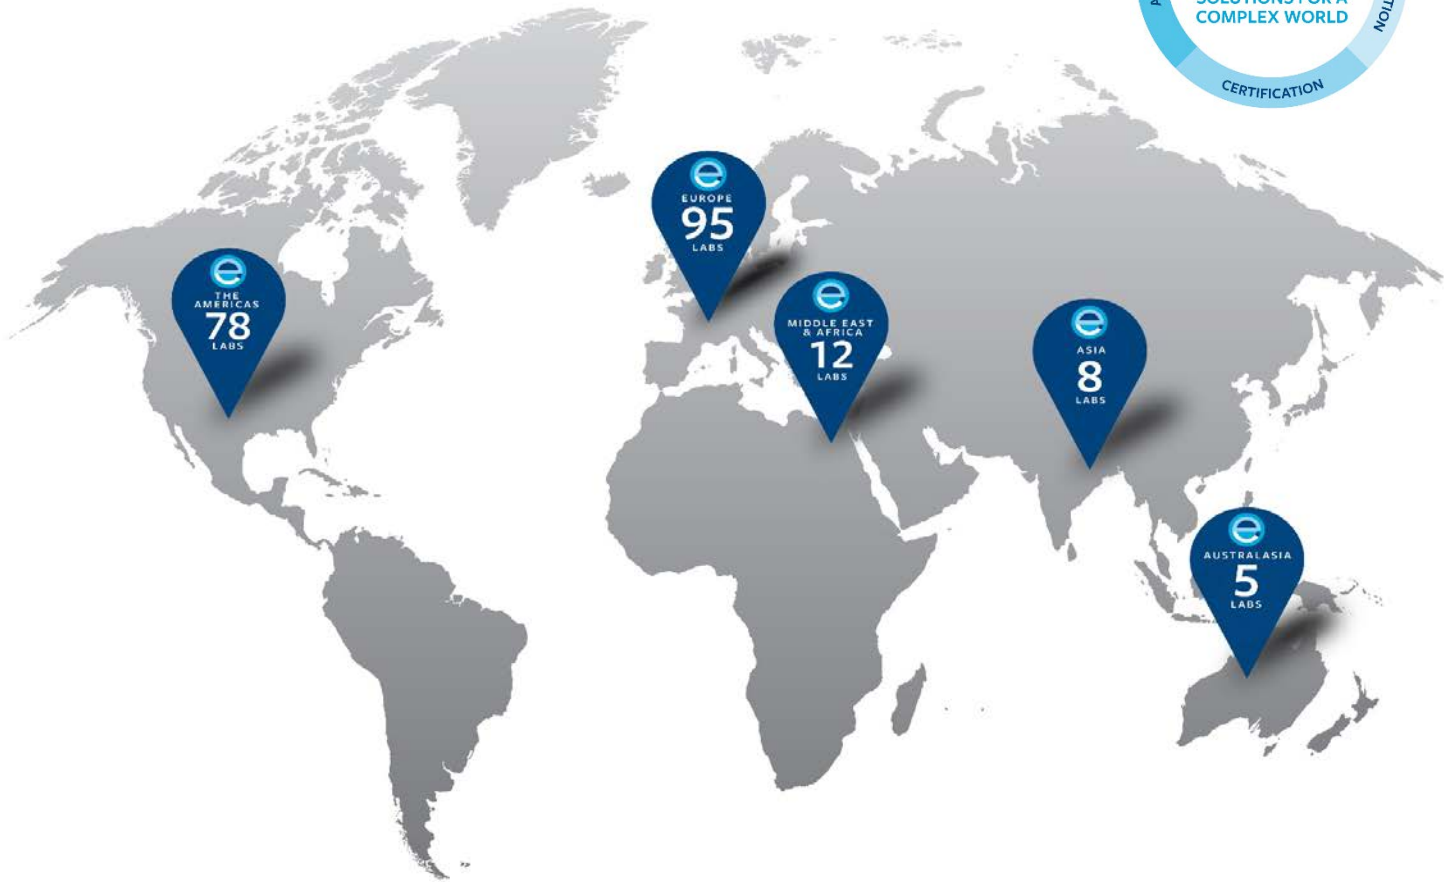 COMPLEX WORLD
CERTIFICATION
EUROPE
95
LABS
THE
AMERICAS
78
LABS
MIDDLE EAST
& AFRICA
12
LABS
ASIA
8
LABS
AUSTRALASIA
5
LABS